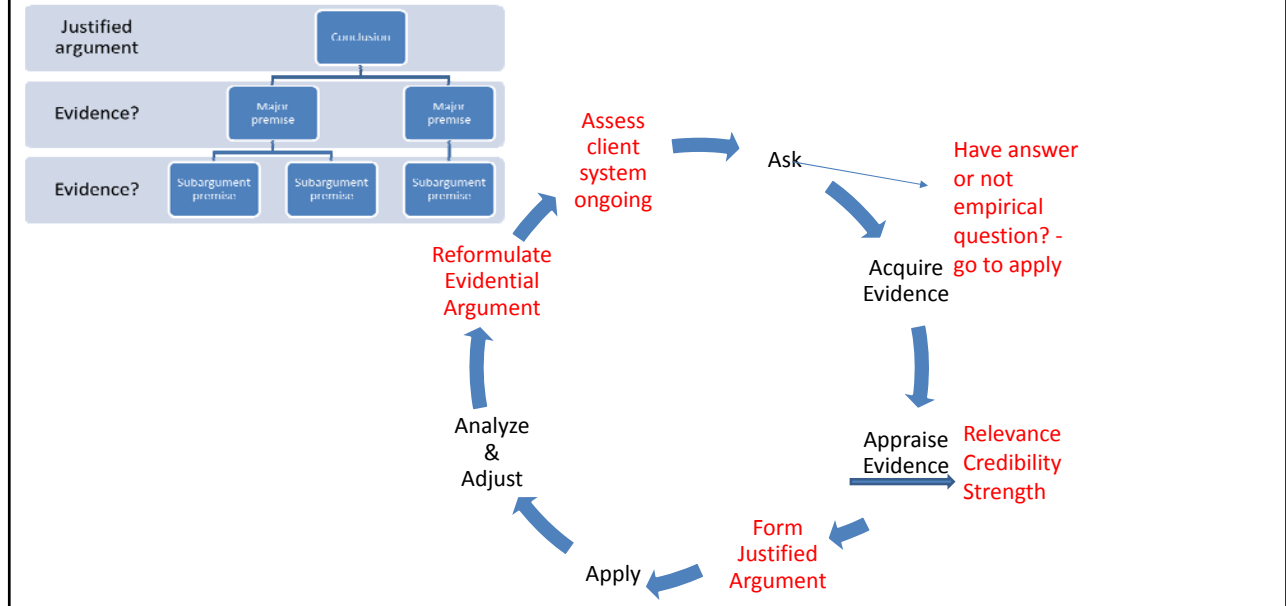 Justified
argument
Conclusion
Evidence?
Major
premise
Major
premise
Evidence?
Subargument
premise
Subargument
premise
Subargument
premise
Assess
client
system
ongoing
Ask
Have answer
or not
empirical
question? -
go to apply
Acquire
Evidence
Appraise
Evidence
Relevance
Credibility
Strength
Form
Justified
Argument
Apply
Analyze
&
Adjust
Reformulate
Evidential
Argument